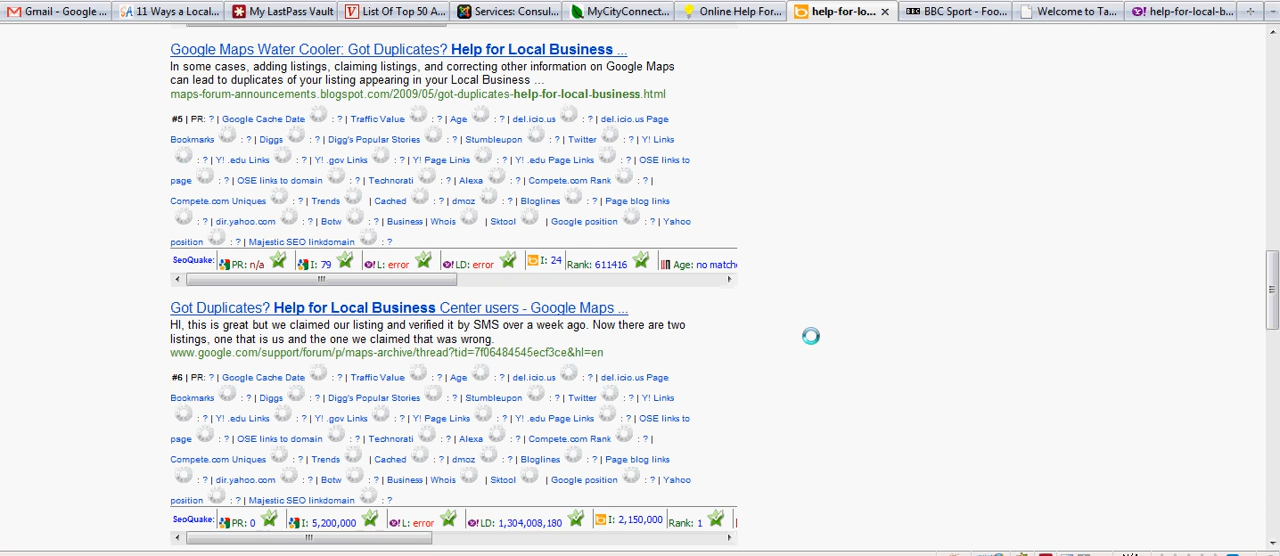 Gmail - Google ... 11 Ways a Local... My LastPass Vault List Of Top 50 A... Services: Consul... MyCityConnect... Online Help For... help-for-lo... BBC Sport - Foo... Welcome to Ta... help-for-local-b...
Google Maps Water Cooler: Got Duplicates? Help for Local Business ...
In some cases, adding listings, claiming listings, and correcting other information on Google Maps
can lead to duplicates of your listing appearing in your Local Business ...
maps-forum-announcements.blogspot.com/2009/05/got-duplicates-help-for-local-business.html
#5 | PR: ? | Google Cache Date : ? | Traffic Value : ? | Age : ? | del.icio.us : ? | del.icio.us Page
Bookmarks : ? | Diggs : ? | Digg's Popular Stories : ? | Stumbleupon : ? | Twitter : ? | Y! Links
: ? | Y! .edu Links : ? | Y! .gov Links : ? | Y! Page Links : ? | Y! .edu Page Links : ? | OSE links to
page : ? | OSE links to domain : ? | Technorati : ? | Alexa : ? | Compete.com Rank : ? |
Compete.com Uniques : ? | Trends | Cached : ? | dmoz : ? | Bloglines : ? | Page blog links
: ? | dir.yahoo.com : ? | Botw : ? | Business | Whois | Sktool | Google position : ? | Yahoo
position : ? | Majestic SEO linkdomain : ?
SeoQuake: PR: n/a I: 79 L: error LD: error I: 24 Rank: 611416 Age: no match
Got Duplicates? Help for Local Business Center users - Google Maps ...
HI, this is great but we claimed our listing and verified it by SMS over a week ago. Now there are two
listings, one that is us and the one we claimed that was wrong.
www.google.com/support/forum/p/maps-archive/thread?tid=7f06484545ecf3ce&hl=en
#6 | PR: ? | Google Cache Date : ? | Traffic Value : ? | Age : ? | del.icio.us : ? | del.icio.us Page
Bookmarks : ? | Diggs : ? | Digg's Popular Stories : ? | Stumbleupon : ? | Twitter : ? | Y! Links
: ? | Y! .edu Links : ? | Y! .gov Links : ? | Y! Page Links : ? | Y! .edu Page Links : ? | OSE links to
page : ? | OSE links to domain : ? | Technorati : ? | Alexa : ? | Compete.com Rank : ? |
Compete.com Uniques : ? | Trends | Cached : ? | dmoz : ? | Bloglines : ? | Page blog links
: ? | dir.yahoo.com : ? | Botw : ? | Business | Whois | Sktool | Google position : ? | Yahoo
position : ? | Majestic SEO linkdomain : ?
SeoQuake: PR: 0 I: 5,200,000 L: error LD: 1,304,008,180 I: 2,150,000 Rank: 1